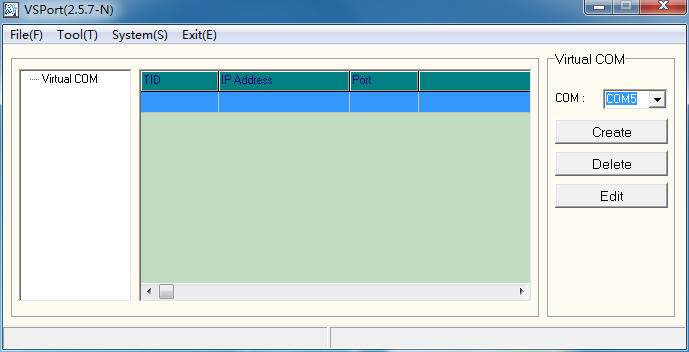 VSPort(2.5.7-N)
File(F) Tool(T) System(S) Exit(E)
Virtual COM
TID IP Address Port
Virtual COM
COM : COM5
Create
Delete
Edit